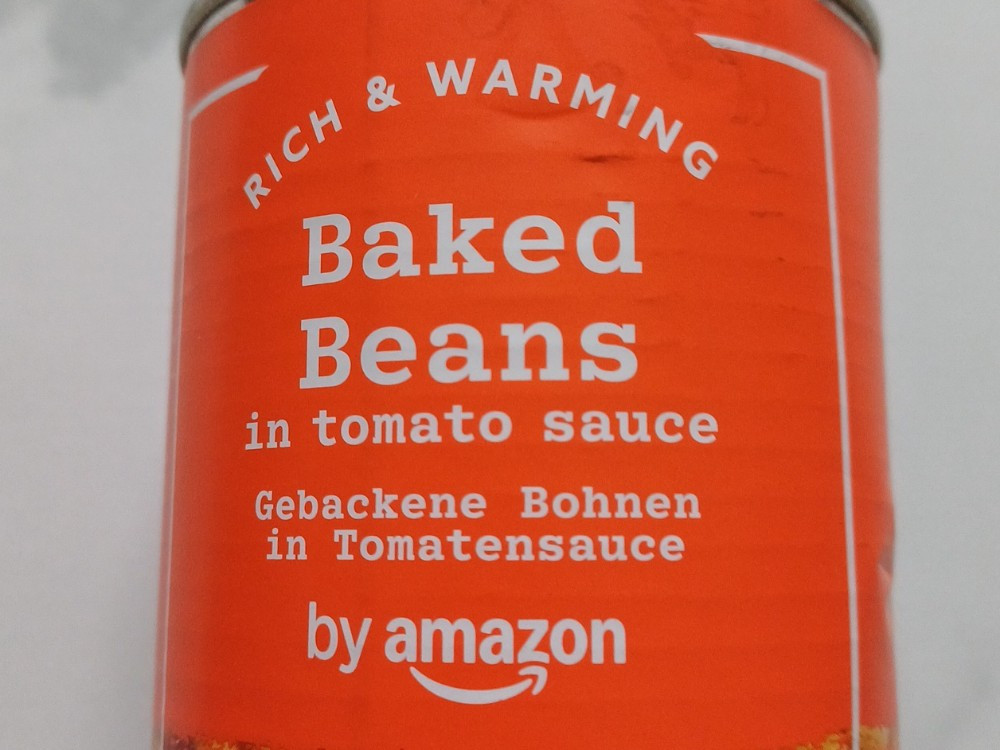 RICH & WARMING
Baked
Beans
in tomato sauce
Gebackene Bohnen
in Tomatensauce
by amazon